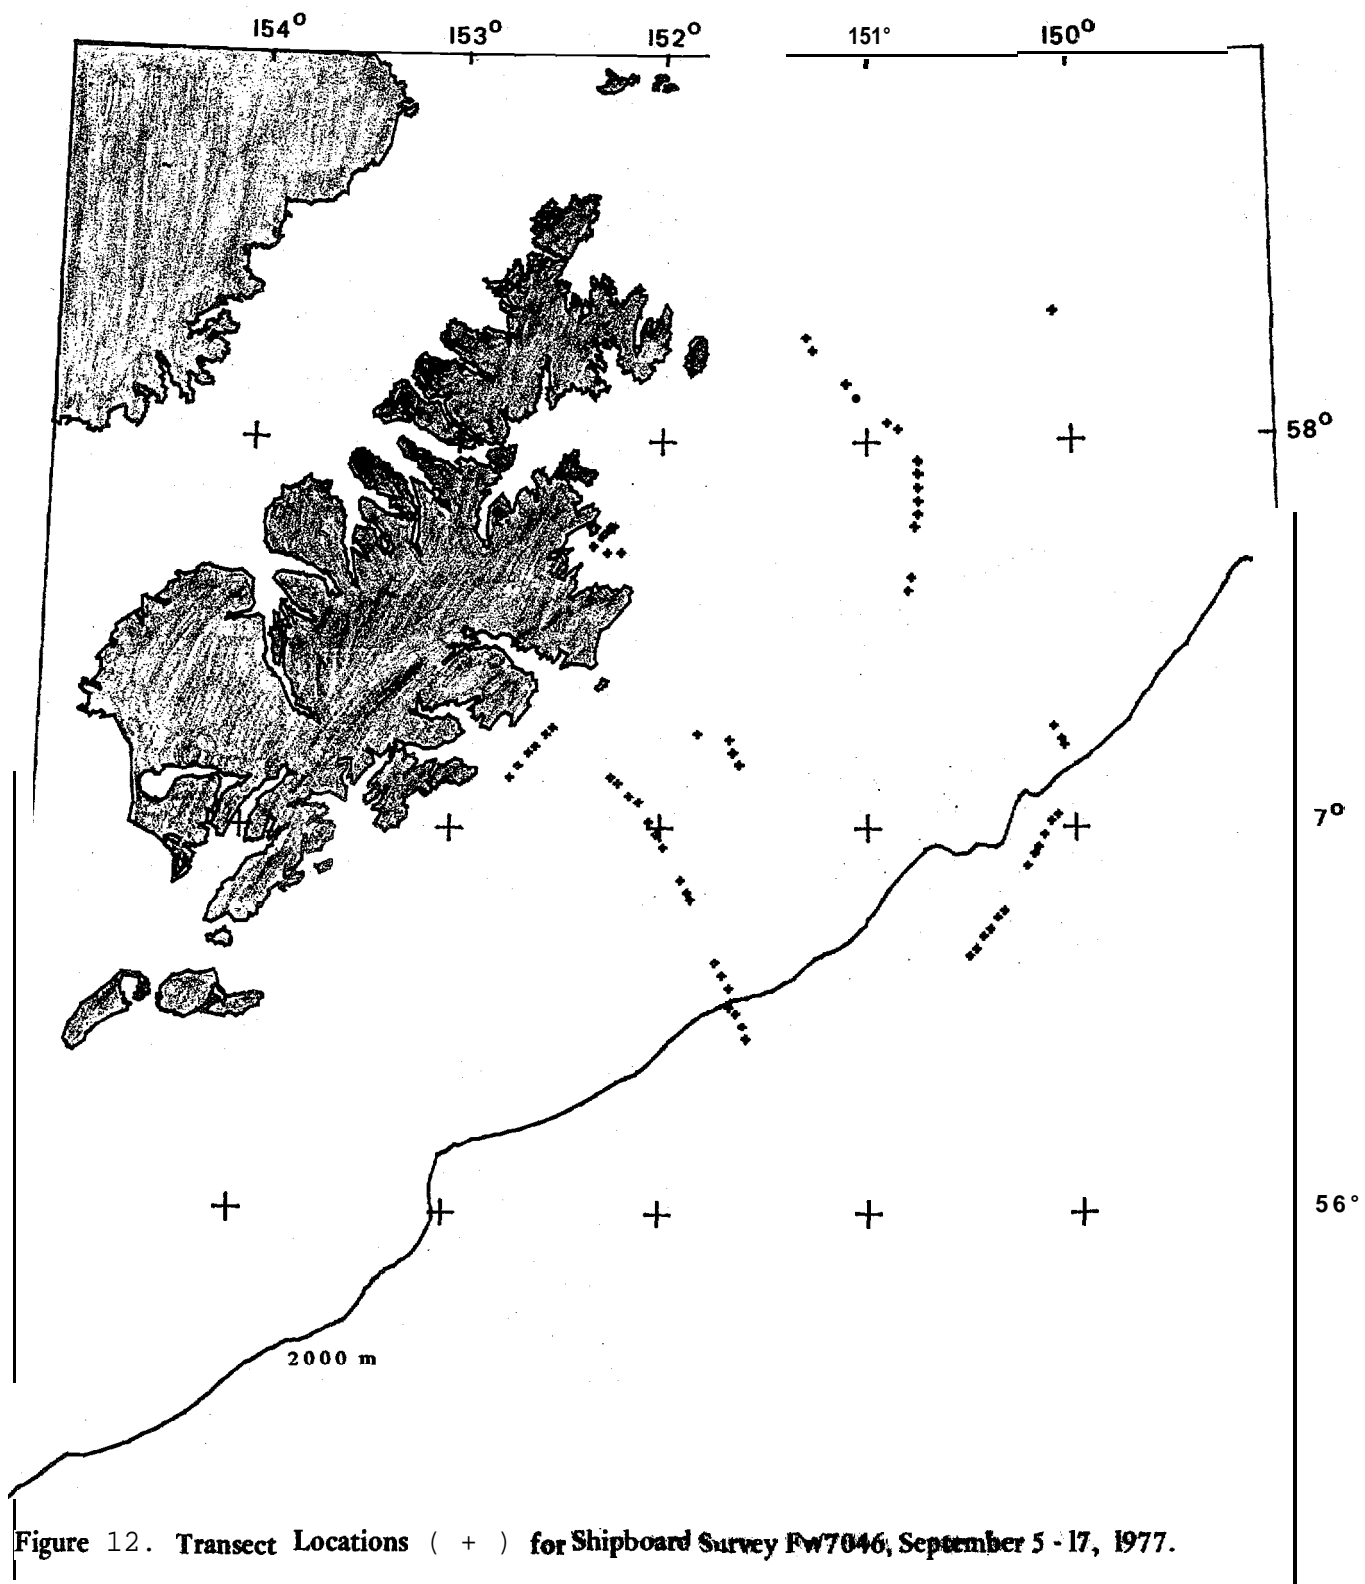 154° 153° 152° 151° 150°
58°
7°
56°
2000 m
Figure 12. Transect Locations ( + ) for Shipboard Survey FW7046, September 5 - 17, 1977.